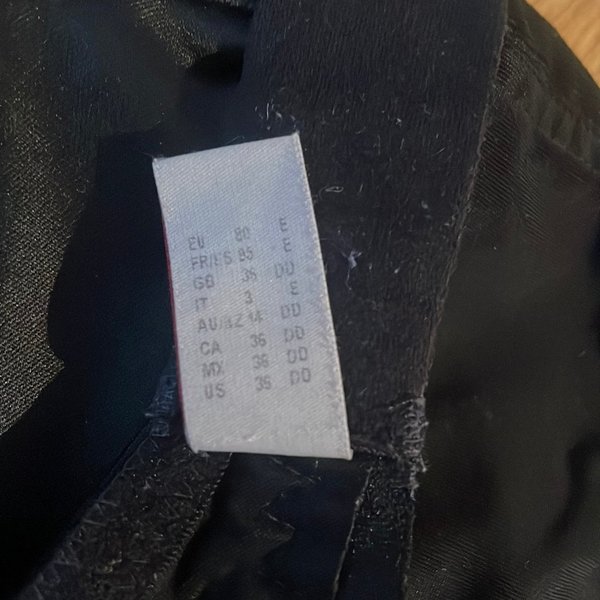 EU 80 E
FR/ES 95 E
GB 36 DD
IT 3 E
AU/NZ 14 DD
CA 36 DD
MX 36 DD
US 36 DD